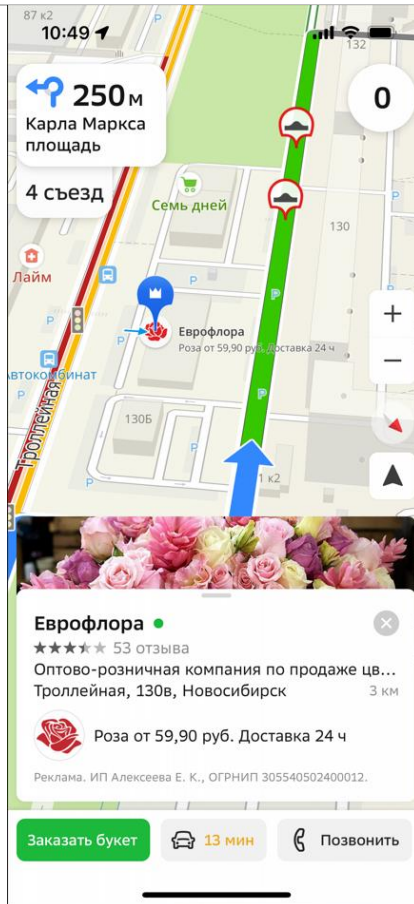 87 к2
10:49
132
250 м
Карла Маркса
площадь
0
4 съезд
Семь дней
130
Лайм
Еврофлора
Роза от 59,90 руб. Доставка 24 ч
Автокомбинат
130Б
Троллейная
1 к2
Еврофлора
53 отзыва
Оптово-розничная компания по продаже цв...
Троллейная, 130в, Новосибирск
3 км
Роза от 59,90 руб. Доставка 24 ч
Реклама. ИП Алексеева Е. К., ОГРНИП 305540502400012.
Заказать букет
13 мин
Позвонить